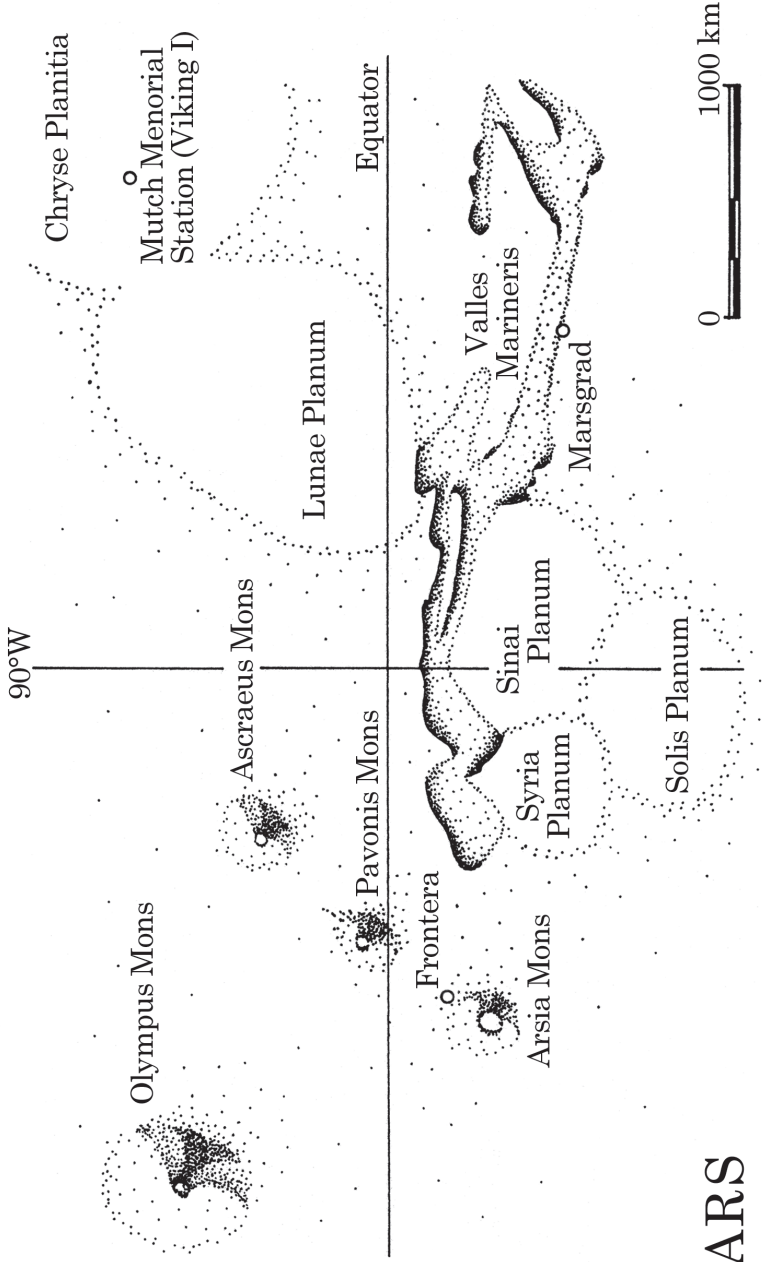 90°W
Chryse Planitia
Olympus Mons
Mutch Menorial
Station (Viking I)
Ascraeus Mons
Lunae Planum
Pavonis Mons
Equator
Frontera
Valles
Marineris
Arsia Mons
Syria
Planum
Sinai
Planum
Marsgrad
Solis Planum
ARS
0
1000 km